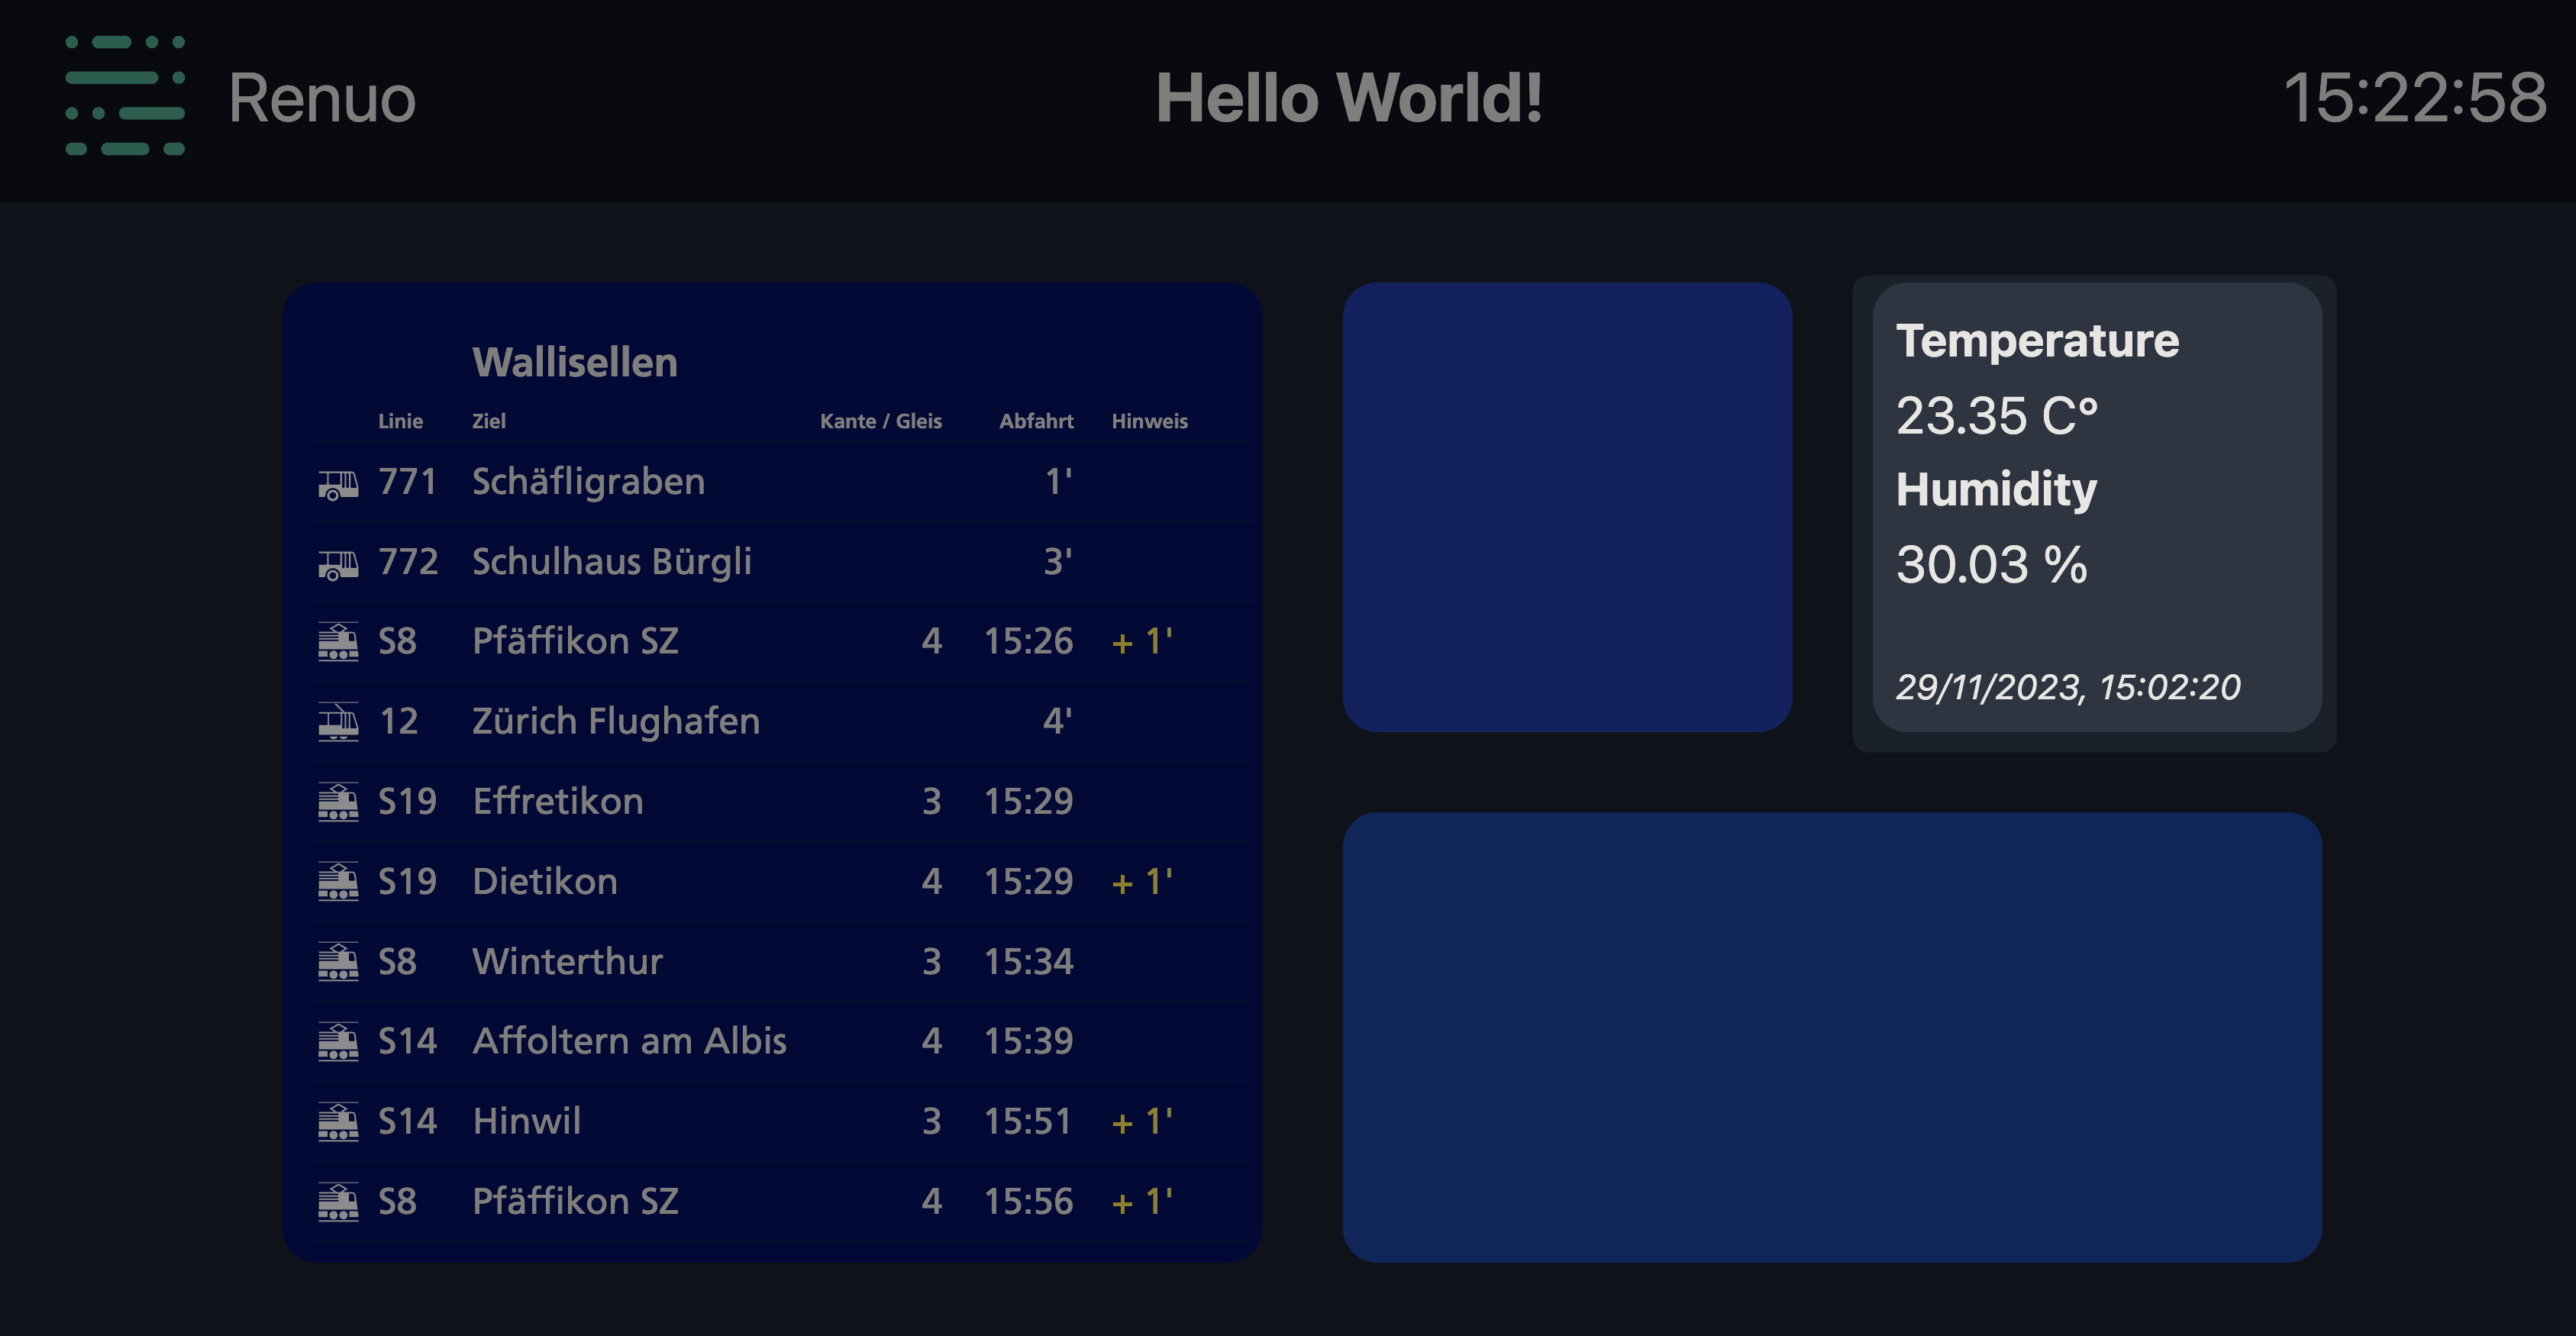 Renuo
Hello World!
15:22:58
Wallisellen
Linie Ziel Kante / Gleis Abfahrt Hinweis
771 Schäfligraben 1'
772 Schulhaus Bürgli 3'
S8 Pfäffikon SZ 4 15:26 + 1'
12 Zürich Flughafen 4'
S19 Effretikon 3 15:29
S19 Dietikon 4 15:29 + 1'
S8 Winterthur 3 15:34
S14 Affoltern am Albis 4 15:39
S14 Hinwil 3 15:51 + 1'
S8 Pfäffikon SZ 4 15:56 + 1'
Temperature
23.35 C°
Humidity
30.03 %
29/11/2023, 15:02:20